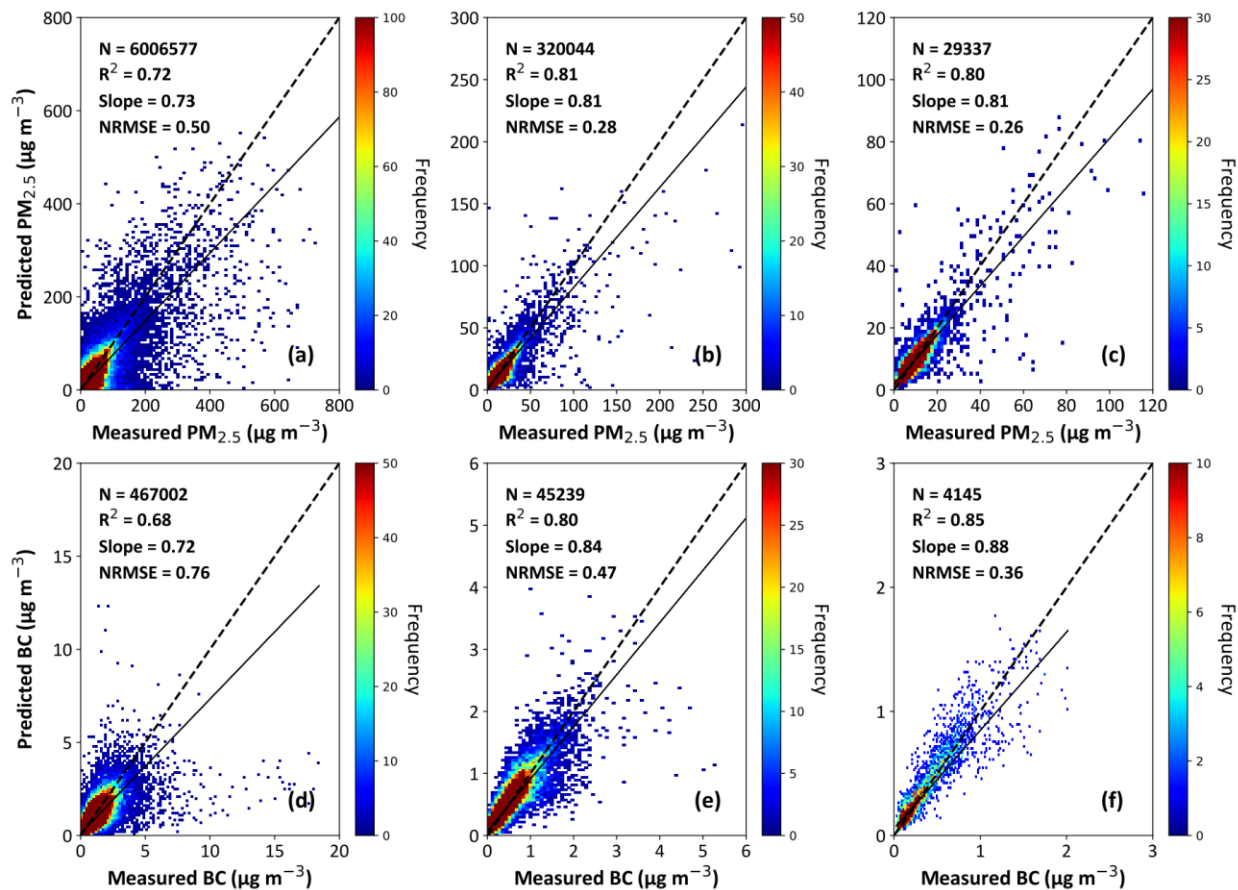 800
600
400
200
0
Predicted PM2.5 (μg m−3)
N = 6006577
R2 = 0.72
Slope = 0.73
NRMSE = 0.50
(a)
0 200 400 600 800
Measured PM2.5 (μg m−3)
100
80
60
40
20
0
Frequency
300
250
200
150
100
50
0
N = 320044
R2 = 0.81
Slope = 0.81
NRMSE = 0.28
(b)
0 50 100 150 200 250 300
Measured PM2.5 (μg m−3)
50
40
30
20
10
0
Frequency
120
100
80
60
40
20
0
N = 29337
R2 = 0.80
Slope = 0.81
NRMSE = 0.26
(c)
0 20 40 60 80 100 120
Measured PM2.5 (μg m−3)
30
25
20
15
10
5
0
Frequency
20
15
10
5
0
Predicted BC (μg m−3)
N = 467002
R2 = 0.68
Slope = 0.72
NRMSE = 0.76
(d)
0 5 10 15 20
Measured BC (μg m−3)
50
40
30
20
10
0
Frequency
6
5
4
3
2
1
0
N = 45239
R2 = 0.80
Slope = 0.84
NRMSE = 0.47
(e)
0 1 2 3 4 5 6
Measured BC (μg m−3)
30
25
20
15
10
5
0
Frequency
3
2
1
0
N = 4145
R2 = 0.85
Slope = 0.88
NRMSE = 0.36
(f)
0 1 2 3
Measured BC (μg m−3)
10
8
6
4
2
0
Frequency